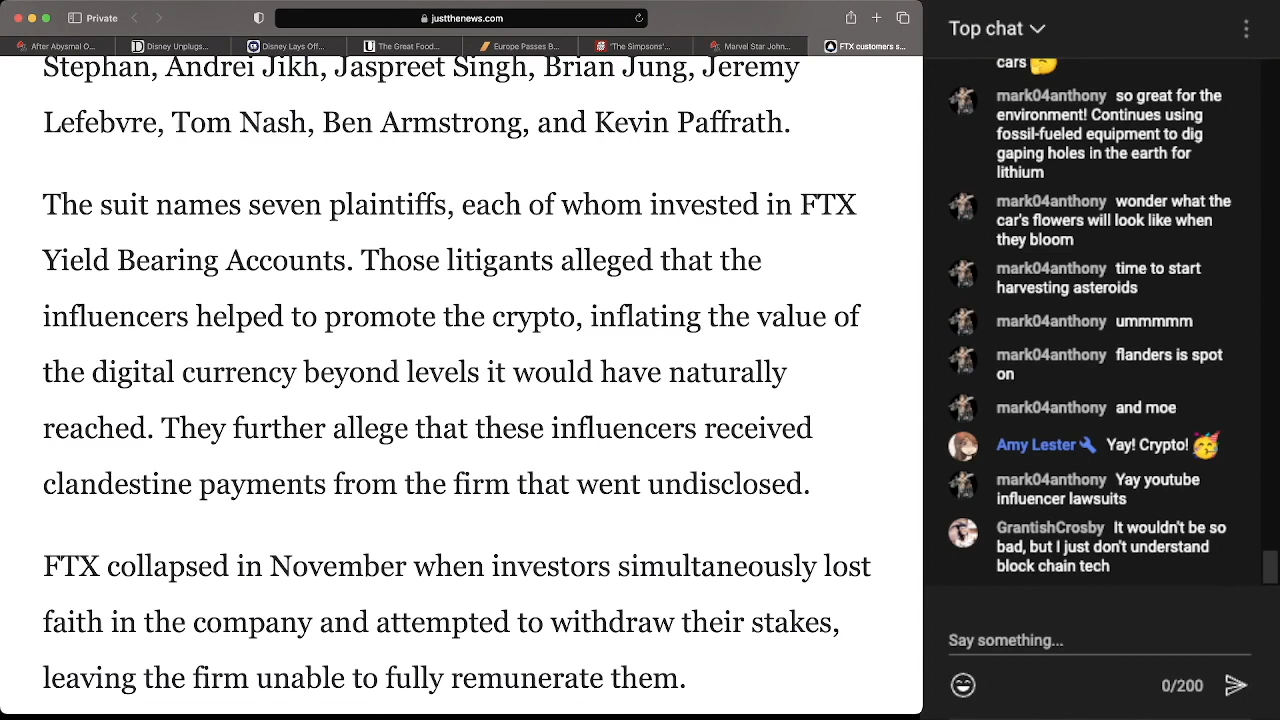 Private
justthenews.com
After Abysmal O...
Disney Unplugs...
Disney Lays Off...
The Great Food...
Europe Passes B...
'The Simpsons'...
Marvel Star John...
FTX customers s...
Stephan, Andrei Jikh, Jaspreet Singh, Brian Jung, Jeremy
Lefebvre, Tom Nash, Ben Armstrong, and Kevin Paffrath.
The suit names seven plaintiffs, each of whom invested in FTX
Yield Bearing Accounts. Those litigants alleged that the
influencers helped to promote the crypto, inflating the value of
the digital currency beyond levels it would have naturally
reached. They further allege that these influencers received
clandestine payments from the firm that went undisclosed.
FTX collapsed in November when investors simultaneously lost
faith in the company and attempted to withdraw their stakes,
leaving the firm unable to fully remunerate them.
Top chat
cars
mark04anthony so great for the
environment! Continues using
fossil-fueled equipment to dig
gaping holes in the earth for
lithium
mark04anthony wonder what the
car's flowers will look like when
they bloom
mark04anthony time to start
harvesting asteroids
mark04anthony ummmmm
mark04anthony flanders is spot
on
mark04anthony and moe
Amy Lester Yay! Crypto!
mark04anthony Yay youtube
influencer lawsuits
GrantishCrosby It wouldn't be so
bad, but I just don't understand
block chain tech
Say something...
0/200